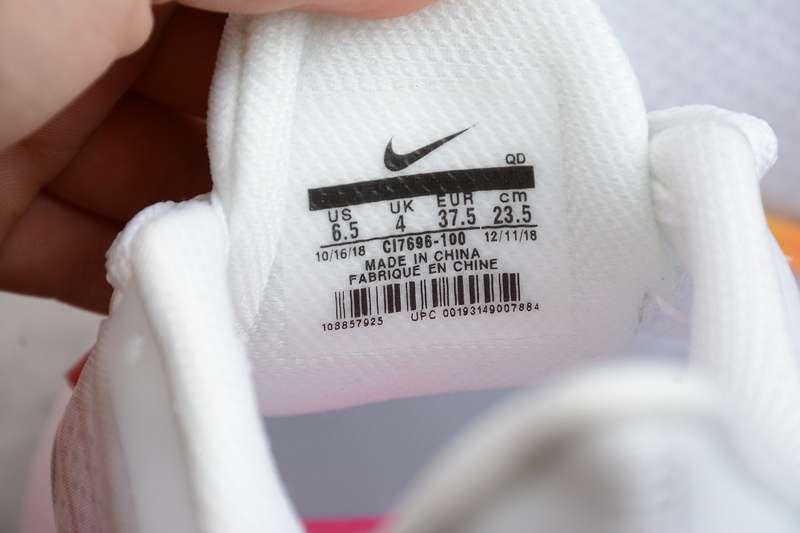 QD
US UK EUR cm
6.5 4 37.5 23.5
10/16/18 CI7696-100 12/11/18
MADE IN CHINA
FABRIQUE EN CHINE
108857925 UPC 00193149007884